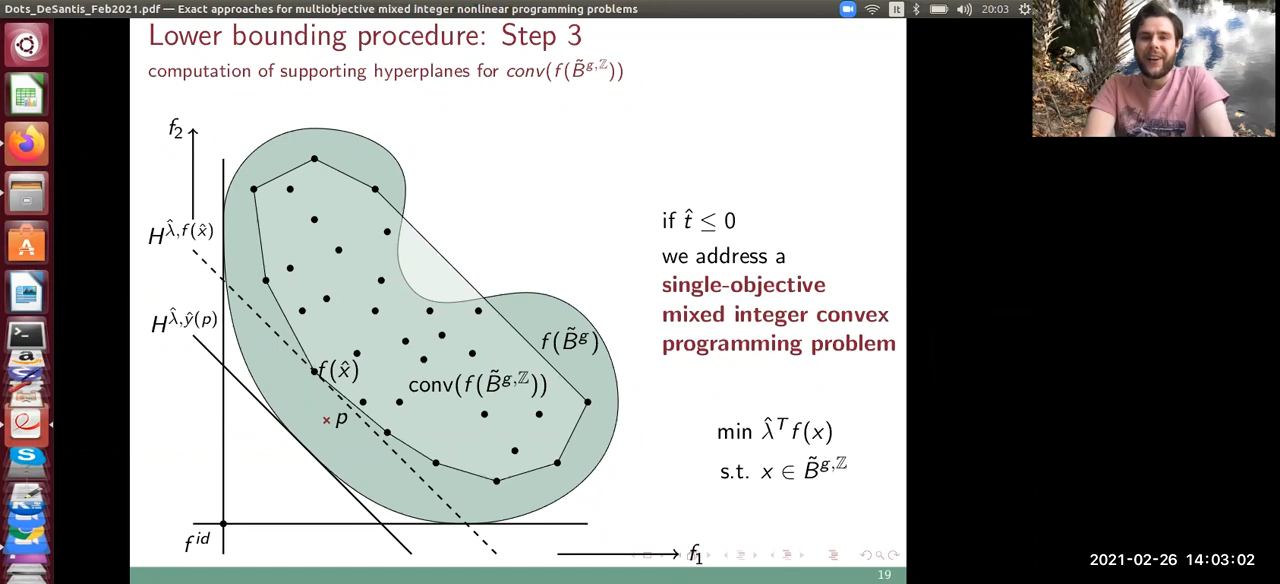 Dots_DeSantis_Feb2021.pdf — Exact approaches for multiobjective mixed integer nonlinear programming problems
It
20:03
Lower bounding procedure: Step 3
computation of supporting hyperplanes for conv(f(B̃^{g,ℤ}))
f₂
H^{λ̂,f(x̂)}
H^{λ̂,ŷ(p)}
f(x̂)
p
conv(f(B̃^{g,ℤ}))
f(B̃^g)
f^{id}
f₁
if t̂ ≤ 0
we address a
single-objective
mixed integer convex
programming problem
min λ̂ᵀf(x)
s.t. x ∈ B̃^{g,ℤ}
19
2021-02-26 14:03:02